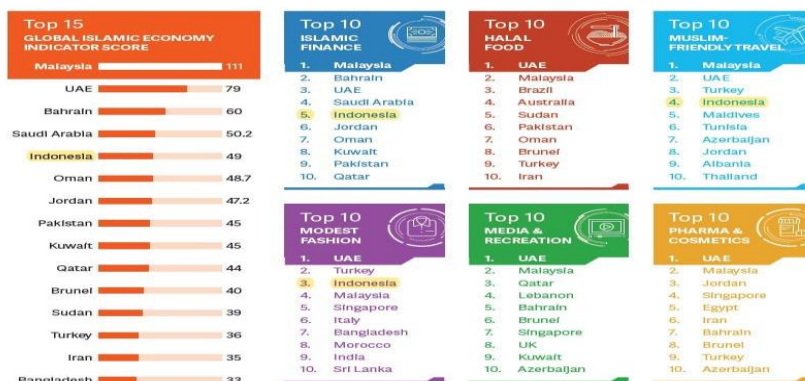 Top 15
GLOBAL ISLAMIC ECONOMY
INDICATOR SCORE
Malaysia 111
UAE 79
Bahrain 60
Saudi Arabia 50.2
Indonesia 49
Oman 48.7
Jordan 47.2
Pakistan 45
Kuwait 45
Qatar 44
Brunei 40
Sudan 39
Turkey 36
Iran 35
Bangladesh 33
Top 10
ISLAMIC
FINANCE
1. Malaysia
2. Bahrain
3. UAE
4. Saudi Arabia
5. Indonesia
6. Jordan
7. Oman
8. Kuwait
9. Pakistan
10. Qatar
Top 10
HALAL
FOOD
1. UAE
2. Malaysia
3. Brazil
4. Australia
5. Sudan
6. Pakistan
7. Oman
8. Brunei
9. Turkey
10. Iran
Top 10
MUSLIM-
FRIENDLY TRAVEL
1. Malaysia
2. UAE
3. Turkey
4. Indonesia
5. Maldives
6. Tunisia
7. Azerbaijan
8. Jordan
9. Albania
10. Thailand
Top 10
MODEST
FASHION
1. UAE
2. Turkey
3. Indonesia
4. Malaysia
5. Singapore
6. Italy
7. Bangladesh
8. Morocco
9. India
10. Sri Lanka
Top 10
MEDIA &
RECREATION
1. UAE
2. Malaysia
3. Qatar
4. Lebanon
5. Bahrain
6. Brunei
7. Singapore
8. UK
9. Kuwait
10. Azerbaijan
Top 10
PHARMA &
COSMETICS
1. UAE
2. Malaysia
3. Jordan
4. Singapore
5. Egypt
6. Iran
7. Bahrain
8. Brunei
9. Turkey
10. Azerbaijan